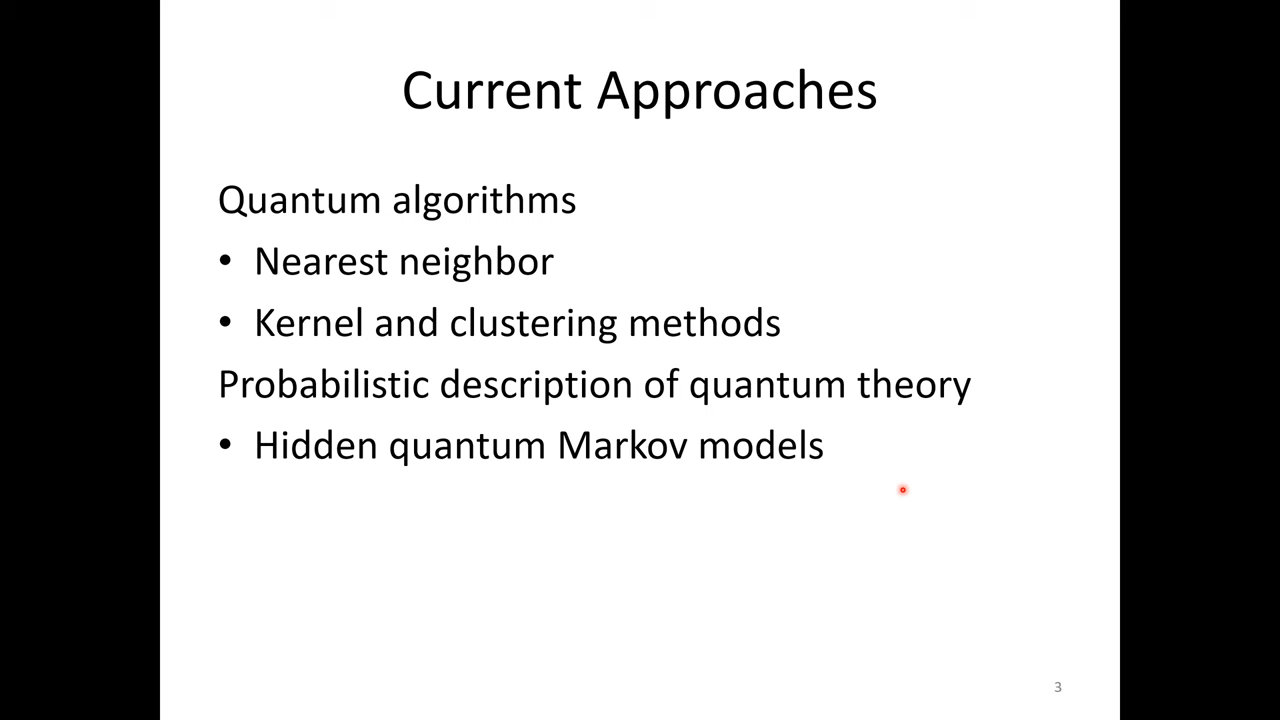 Current Approaches
Quantum algorithms
• Nearest neighbor
• Kernel and clustering methods
Probabilistic description of quantum theory
• Hidden quantum Markov models
3